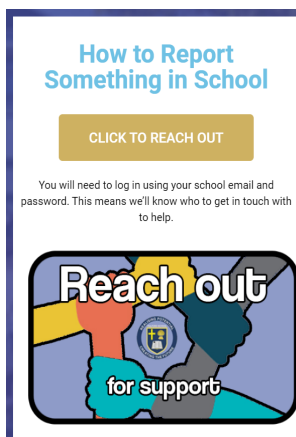 How to Report
Something in School
CLICK TO REACH OUT
You will need to log in using your school email and
password. This means we'll know who to get in touch with
to help.
Reach out
for support